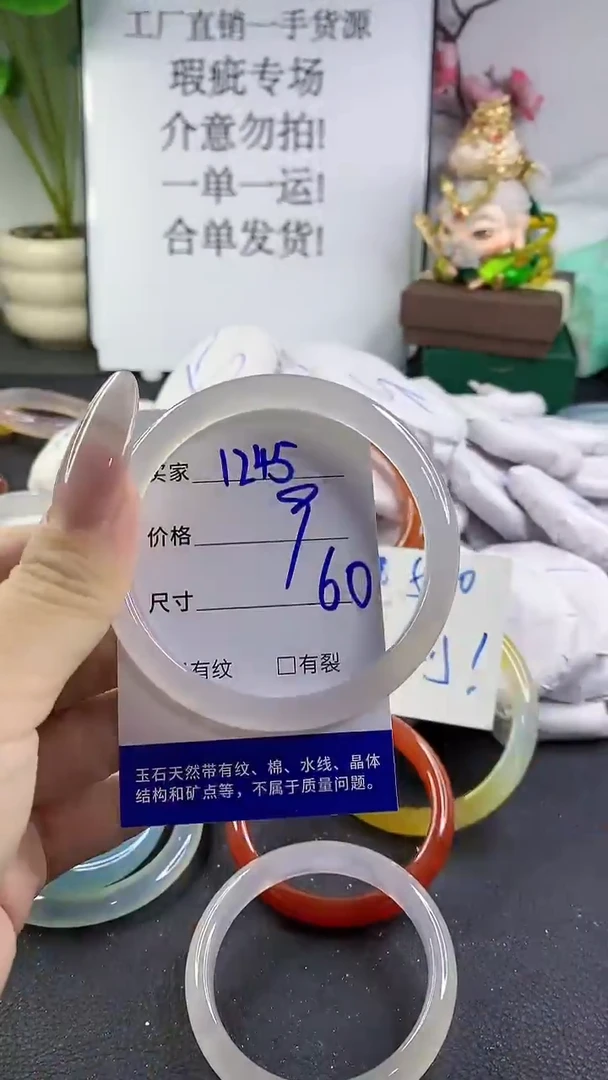 工厂直销一手货源
瑕疵专场
介意勿拍!
一单一运!
合单发货!
买家 1245
价格
尺寸 60
有纹 □有裂
玉石天然带有纹、棉、水线、晶体
结构和矿点等，不属于质量问题。